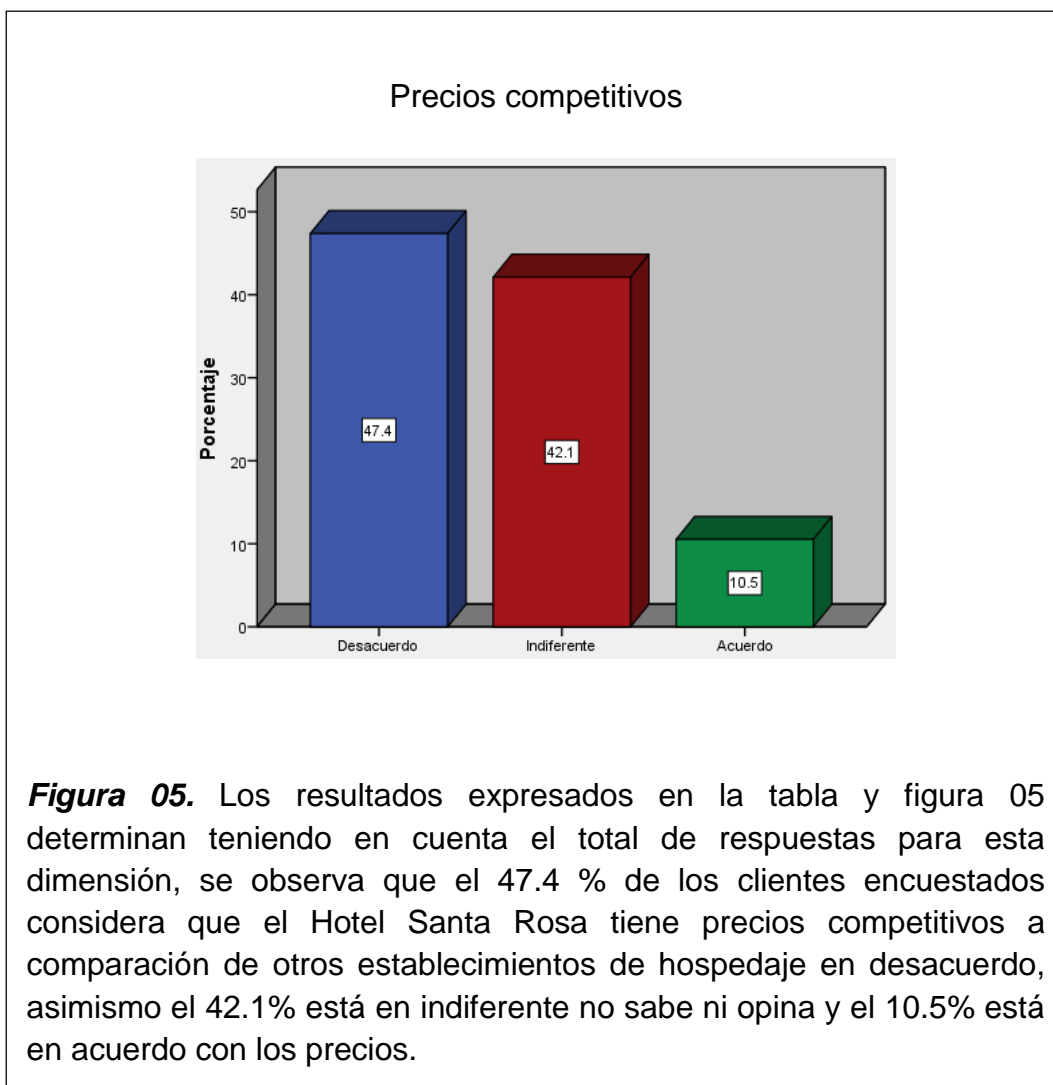 Precios competitivos
50
40
30
20
10
0
Porcentaje
47.4
42.1
10.5
Desacuerdo
Indiferente
Acuerdo
Figura 05. Los resultados expresados en la tabla y figura 05
determinan teniendo en cuenta el total de respuestas para esta
dimensión, se observa que el 47.4 % de los clientes encuestados
considera que el Hotel Santa Rosa tiene precios competitivos a
comparación de otros establecimientos de hospedaje en desacuerdo,
asimismo el 42.1% está en indiferente no sabe ni opina y el 10.5% está
en acuerdo con los precios.